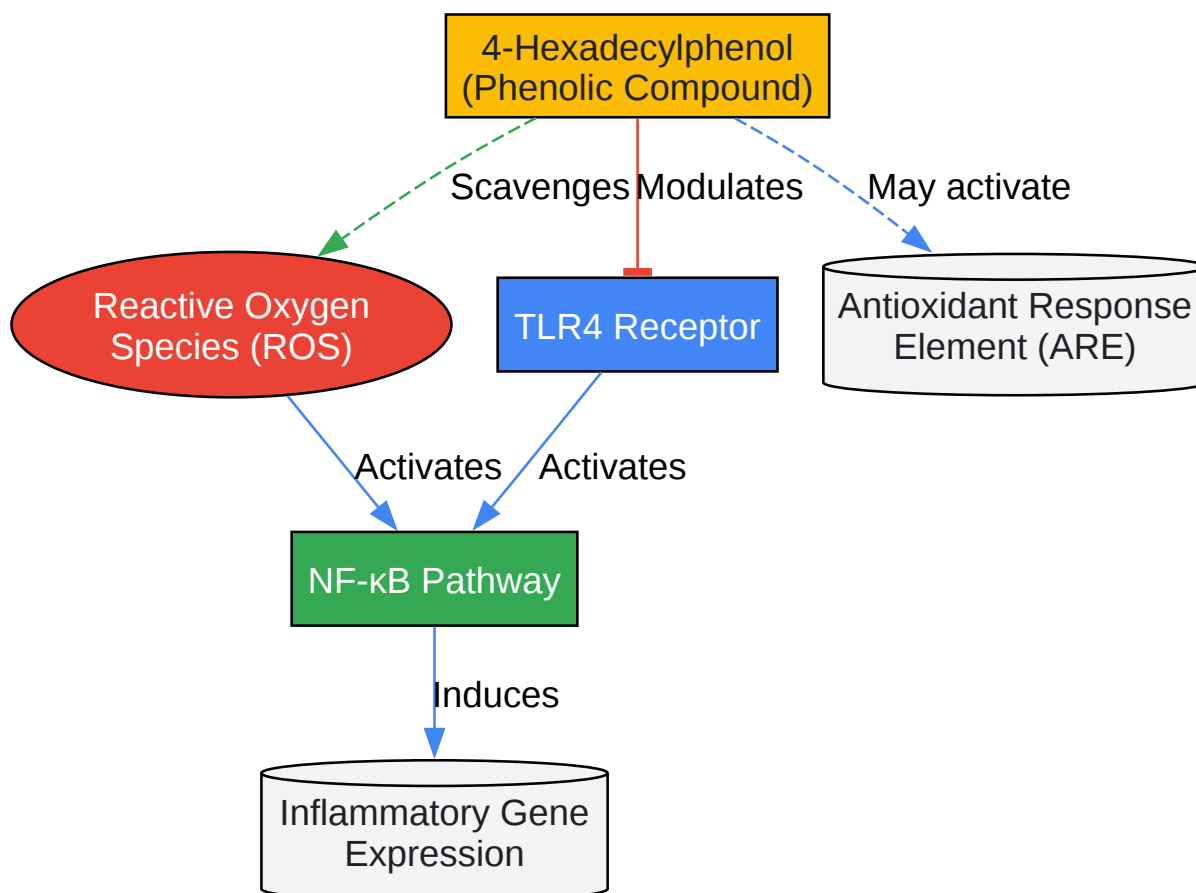 4-Hexadecylphenol
(Phenolic Compound)
Scavenges
Modulates
May activate
Reactive Oxygen
Species (ROS)
TLR4 Receptor
Antioxidant Response
Element (ARE)
Activates
Activates
NF-κB Pathway
Induces
Inflammatory Gene
Expression